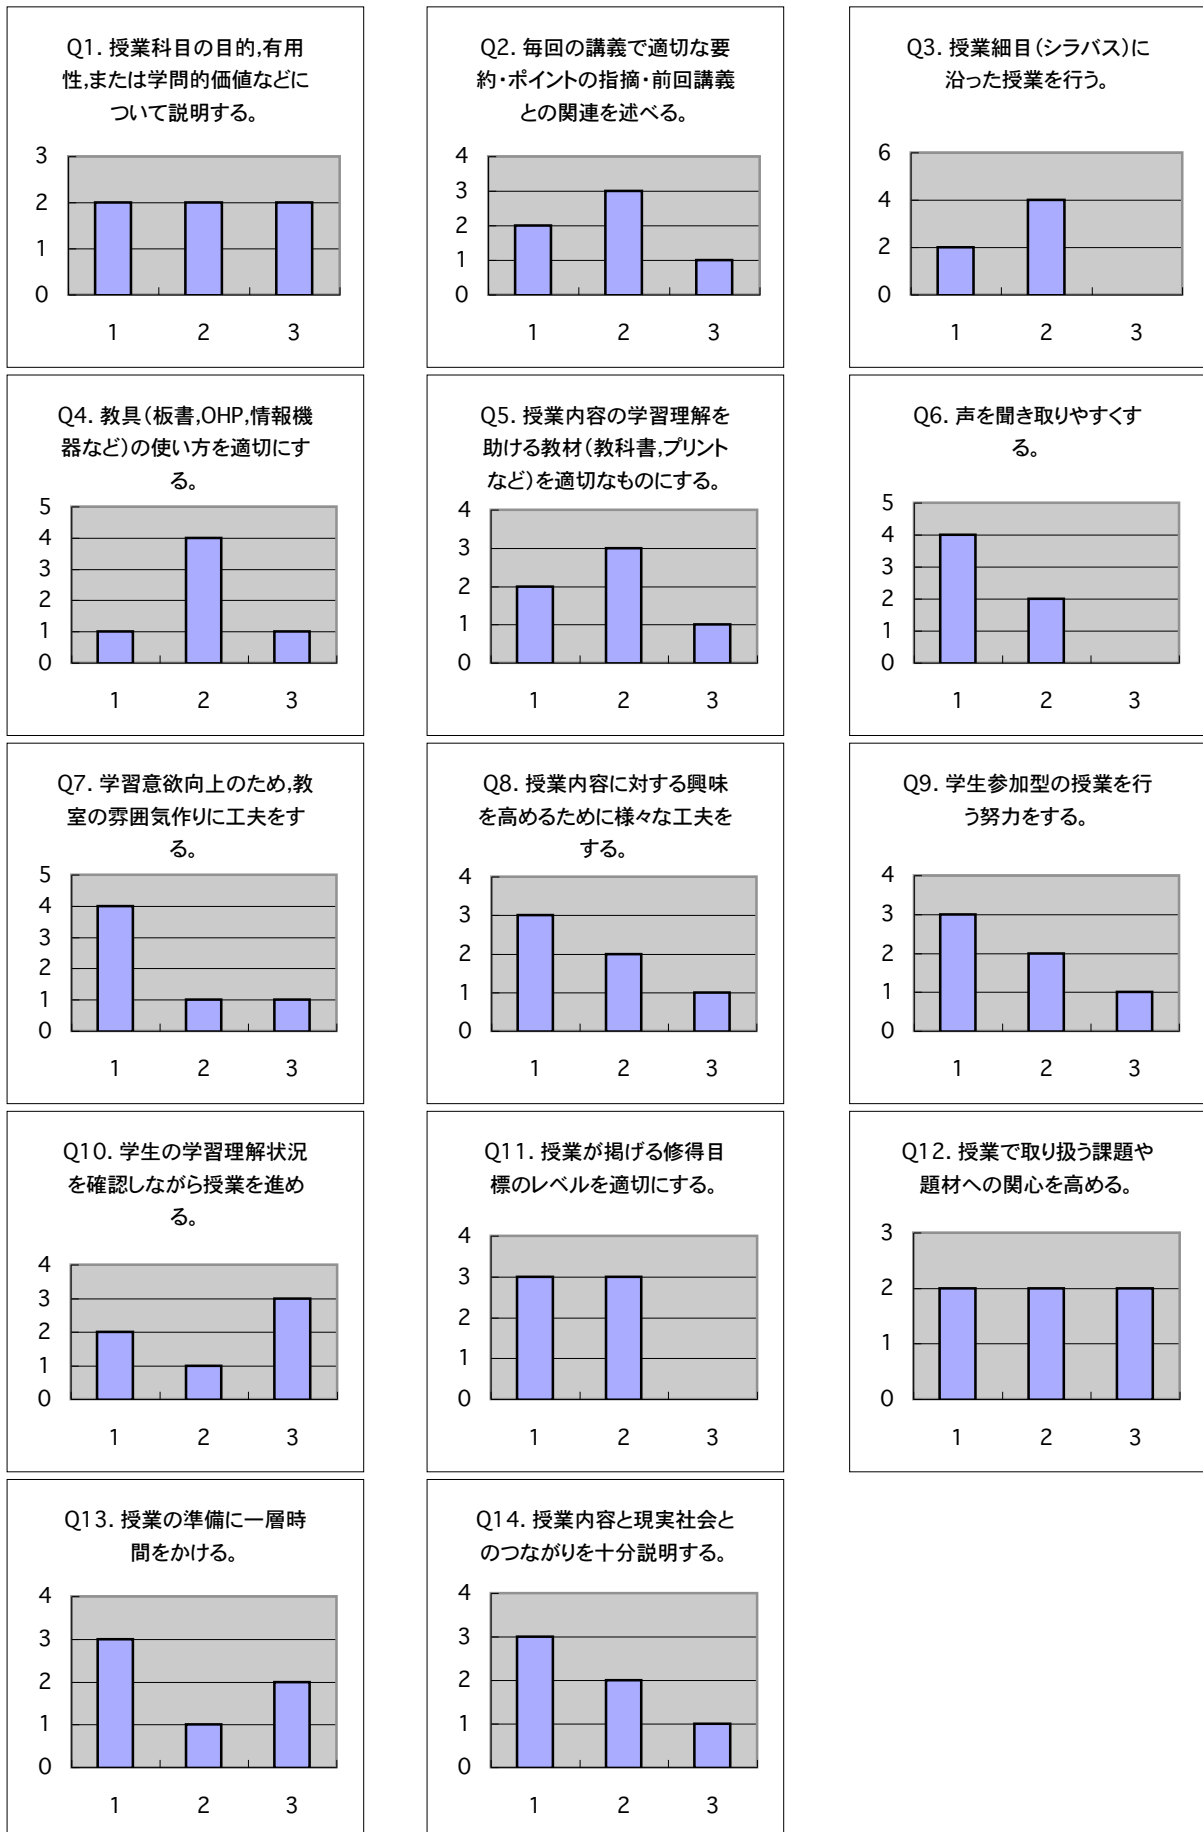 Q1. 授業科目の目的,有用
性,または学問的価値などに
ついて説明する。
3
2
1
0
1 2 3
Q2. 毎回の講義で適切な要
約・ポイントの指摘・前回講義
との関連を述べる。
4
3
2
1
0
1 2 3
Q3. 授業細目(シラバス)に
沿った授業を行う。
6
4
2
0
1 2 3
Q4. 教具(板書,OHP,情報機
器など)の使い方を適切にす
る。
5
4
3
2
1
0
1 2 3
Q5. 授業内容の学習理解を
助ける教材(教科書,プリント
など)を適切なものにする。
4
3
2
1
0
1 2 3
Q6. 声を聞き取りやすくす
る。
5
4
3
2
1
0
1 2 3
Q7. 学習意欲向上のため,教
室の雰囲気作りに工夫をす
る。
5
4
3
2
1
0
1 2 3
Q8. 授業内容に対する興味
を高めるために様々な工夫を
する。
4
3
2
1
0
1 2 3
Q9. 学生参加型の授業を行
う努力をする。
4
3
2
1
0
1 2 3
Q10. 学生の学習理解状況
を確認しながら授業を進め
る。
4
3
2
1
0
1 2 3
Q11. 授業が掲げる修得目
標のレベルを適切にする。
4
3
2
1
0
1 2 3
Q12. 授業で取り扱う課題や
題材への関心を高める。
3
2
1
0
1 2 3
Q13. 授業の準備に一層時
間をかける。
4
3
2
1
0
1 2 3
Q14. 授業内容と現実社会と
のつながりを十分説明する。
4
3
2
1
0
1 2 3